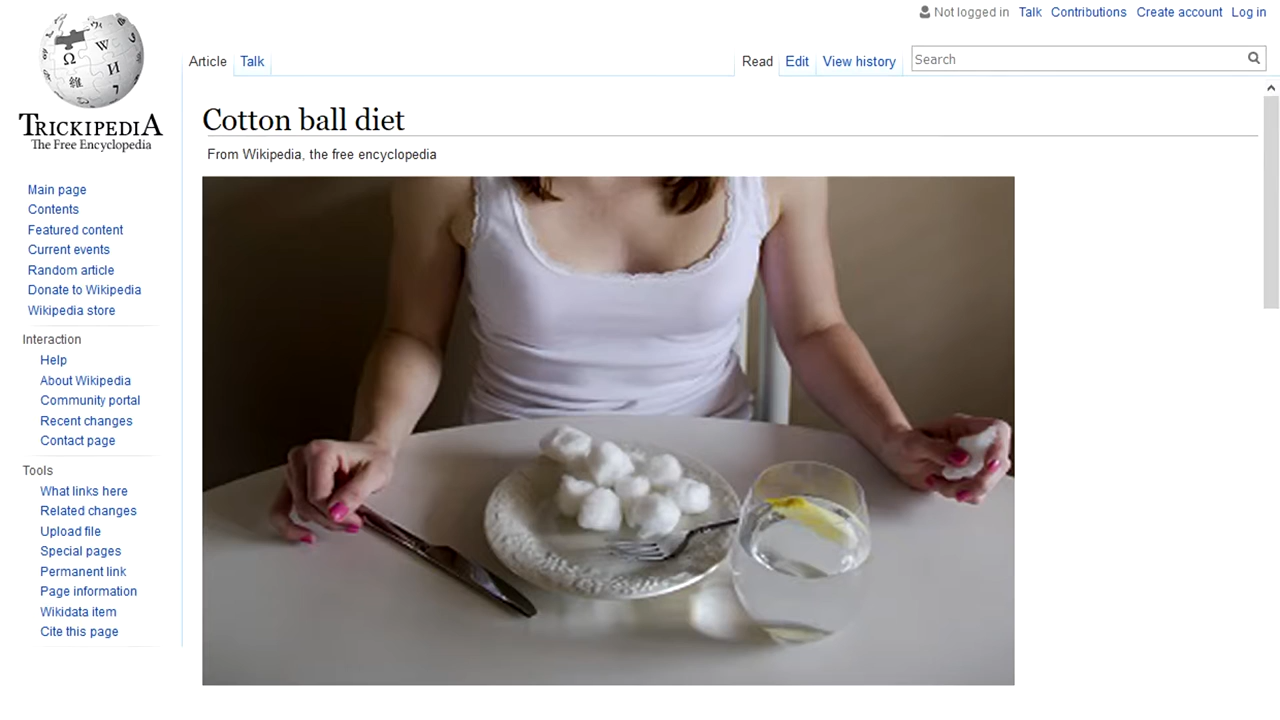 Not logged in Talk Contributions Create account Log in
Article Talk Read Edit View history Search
TRICKIPEDIA
The Free Encyclopedia
Cotton ball diet
From Wikipedia, the free encyclopedia
Main page
Contents
Featured content
Current events
Random article
Donate to Wikipedia
Wikipedia store
Interaction
Help
About Wikipedia
Community portal
Recent changes
Contact page
Tools
What links here
Related changes
Upload file
Special pages
Permanent link
Page information
Wikidata item
Cite this page